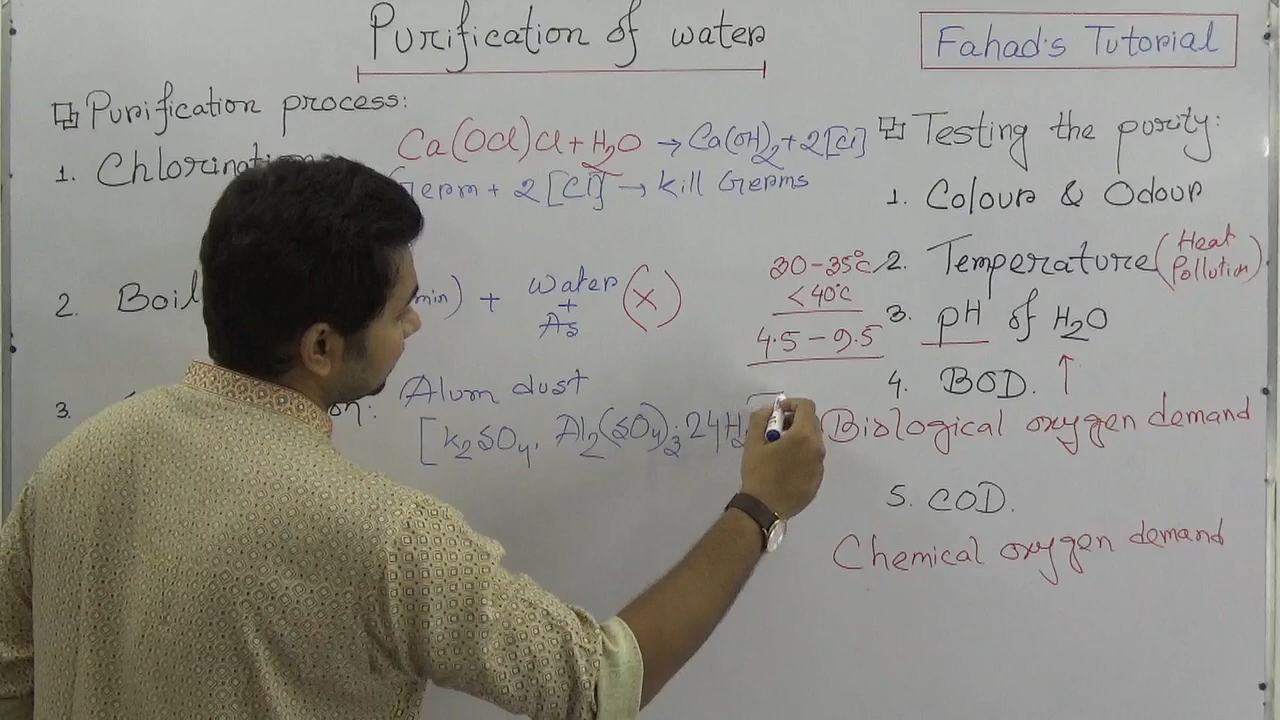 Purification of water
Fahad's Tutorial
Purification process:
1. Chlorination
Ca(OCl)Cl + H2O → Ca(OH)2 + 2[Cl]
Germ + 2[Cl] → kill Germs
2. Boil
min) + water (×)
+
As
3.
on: Alum dust
[K2SO4. Al2(SO4)3. 24H2
Testing the purity:
1. Colour & Odour
2. Temperature (Heat Pollution)
30-35°C
<40°C
3. pH of H2O
4.5 - 9.5
4. BOD. ↑
Biological oxygen demand
5. COD.
Chemical oxygen demand